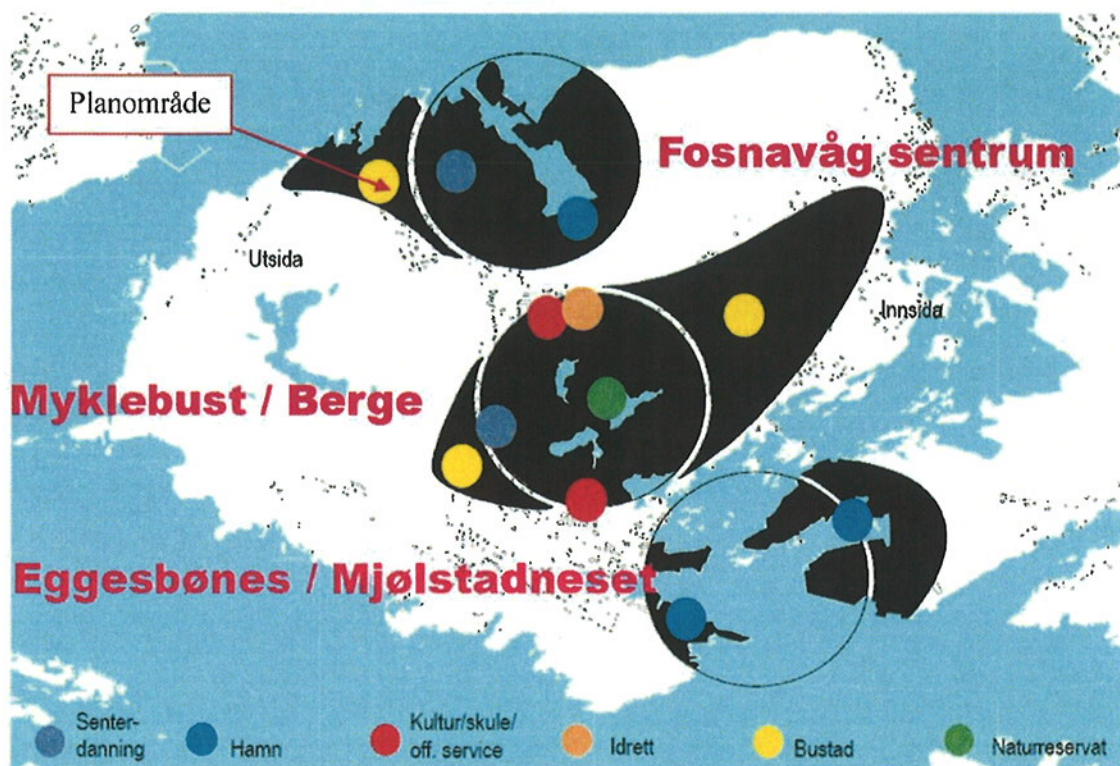 Planområde
Fosnavåg sentrum
Utsida
Innsida
Myklebust / Berge
Eggesbønes / Mjølstadneset
Senter-
danning
Hamn
Kultur/skule/
off. service
Idrett
Bustad
Naturreservat